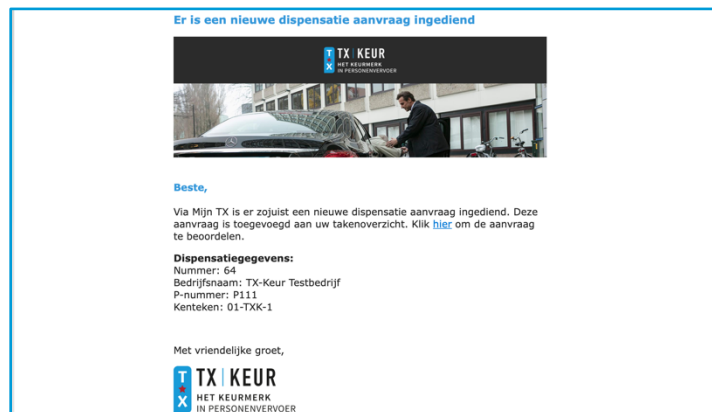 Er is een nieuwe dispensatie aanvraag ingediend
TX KEUR
HET KEURMERK
IN PERSONENVERVOER
Beste,
Via Mijn TX is er zojuist een nieuwe dispensatie aanvraag ingediend. Deze
aanvraag is toegevoegd aan uw takenoverzicht. Klik hier om de aanvraag
te beoordelen.
Dispensatiegegevens:
Nummer: 64
Bedrijfsnaam: TX-Keur Testbedrijf
P-nummer: P111
Kenteken: 01-TXK-1
Met vriendelijke groet,
TX KEUR
HET KEURMERK
IN PERSONENVERVOER